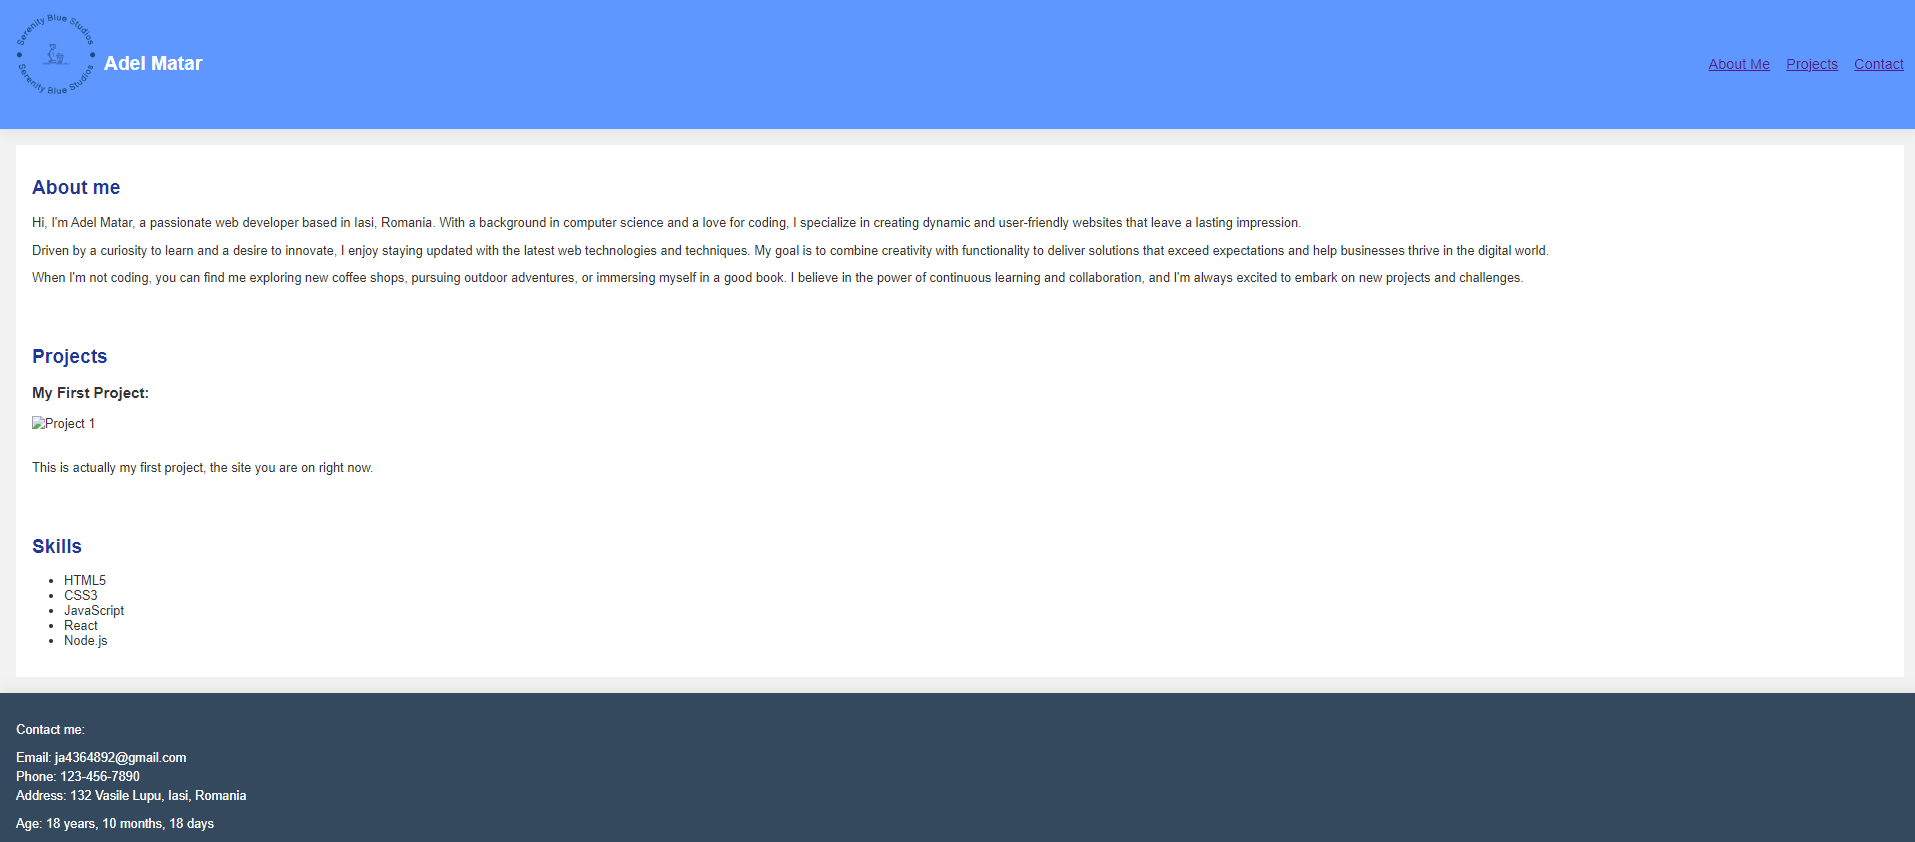 Serenity Blue Studios
Serenity Blue Studios
Adel Matar
About Me Projects Contact
About me
Hi, I'm Adel Matar, a passionate web developer based in Iasi, Romania. With a background in computer science and a love for coding, I specialize in creating dynamic and user-friendly websites that leave a lasting impression.
Driven by a curiosity to learn and a desire to innovate, I enjoy staying updated with the latest web technologies and techniques. My goal is to combine creativity with functionality to deliver solutions that exceed expectations and help businesses thrive in the digital world.
When I'm not coding, you can find me exploring new coffee shops, pursuing outdoor adventures, or immersing myself in a good book. I believe in the power of continuous learning and collaboration, and I'm always excited to embark on new projects and challenges.
Projects
My First Project:
Project 1
This is actually my first project, the site you are on right now.
Skills
HTML5
CSS3
JavaScript
React
Node.js
Contact me:
Email: ja4364892@gmail.com
Phone: 123-456-7890
Address: 132 Vasile Lupu, Iasi, Romania
Age: 18 years, 10 months, 18 days